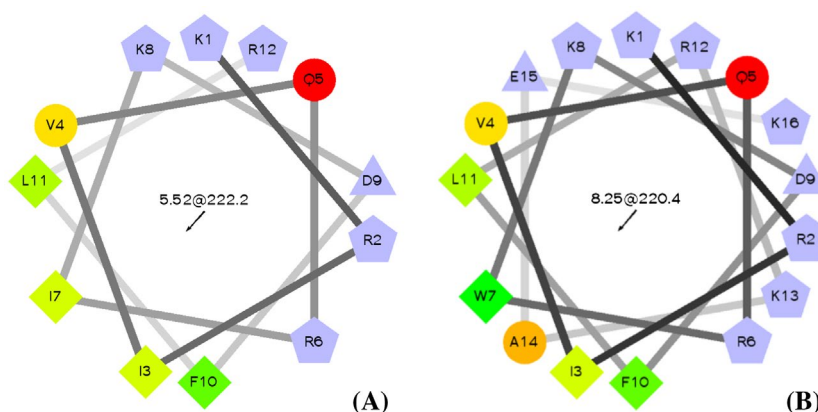 K8
K1
R12
Q5
V4
L11
D9
5.52@222.2
R2
I7
R6
I3
F10
(A)
E15
K8
K1
R12
Q5
V4
K16
L11
D9
8.25@220.4
R2
W7
K13
A14
R6
I3
F10
(B)